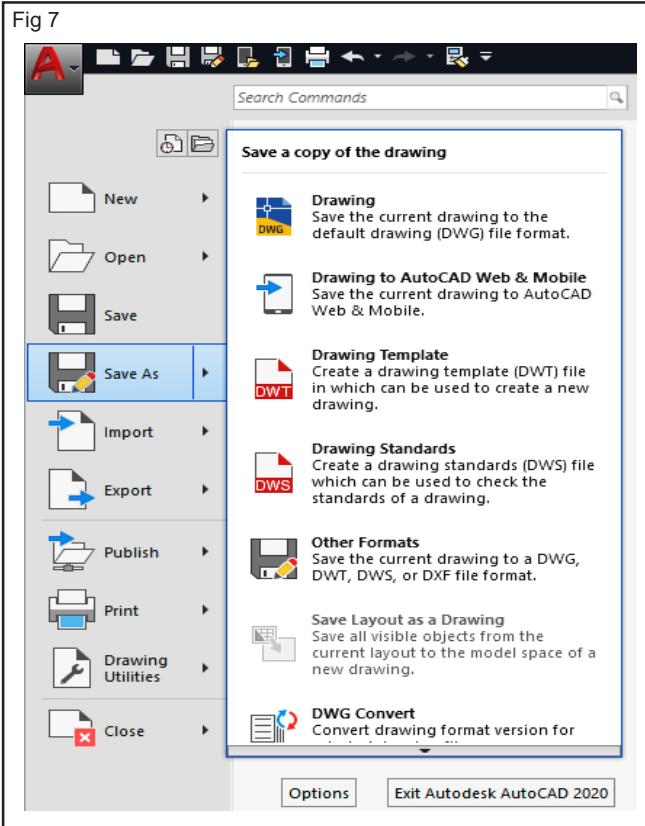 Fig 7
A
Search Commands
Save a copy of the drawing
New
Open
Save
Save As
Import
Export
Publish
Print
Drawing
Utilities
Close
DWG
Drawing
Save the current drawing to the
default drawing (DWG) file format.
Drawing to AutoCAD Web & Mobile
Save the current drawing to AutoCAD
Web & Mobile.
DWT
Drawing Template
Create a drawing template (DWT) file
in which can be used to create a new
drawing.
DWS
Drawing Standards
Create a drawing standards (DWS) file
which can be used to check the
standards of a drawing.
Other Formats
Save the current drawing to a DWG,
DWT, DWS, or DXF file format.
Save Layout as a Drawing
Save all visible objects from the
current layout to the model space of a
new drawing.
DWG Convert
Convert drawing format version for
Options
Exit Autodesk AutoCAD 2020